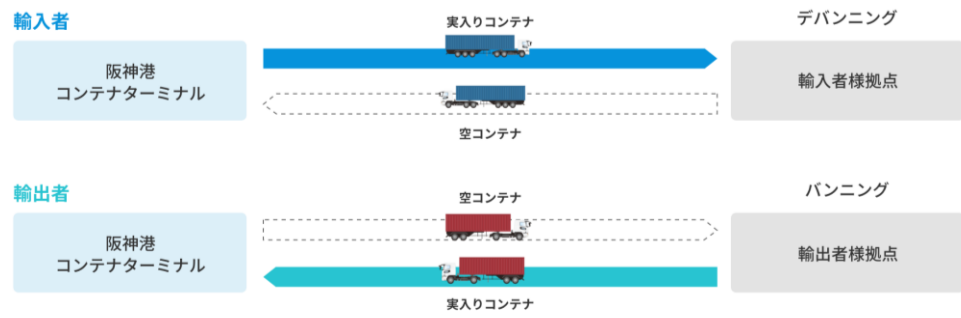 輸入者
実入りコンテナ
デバンニング
阪神港
コンテナターミナル
輸入者様拠点
空コンテナ
輸出者
空コンテナ
バンニング
阪神港
コンテナターミナル
輸出者様拠点
実入りコンテナ